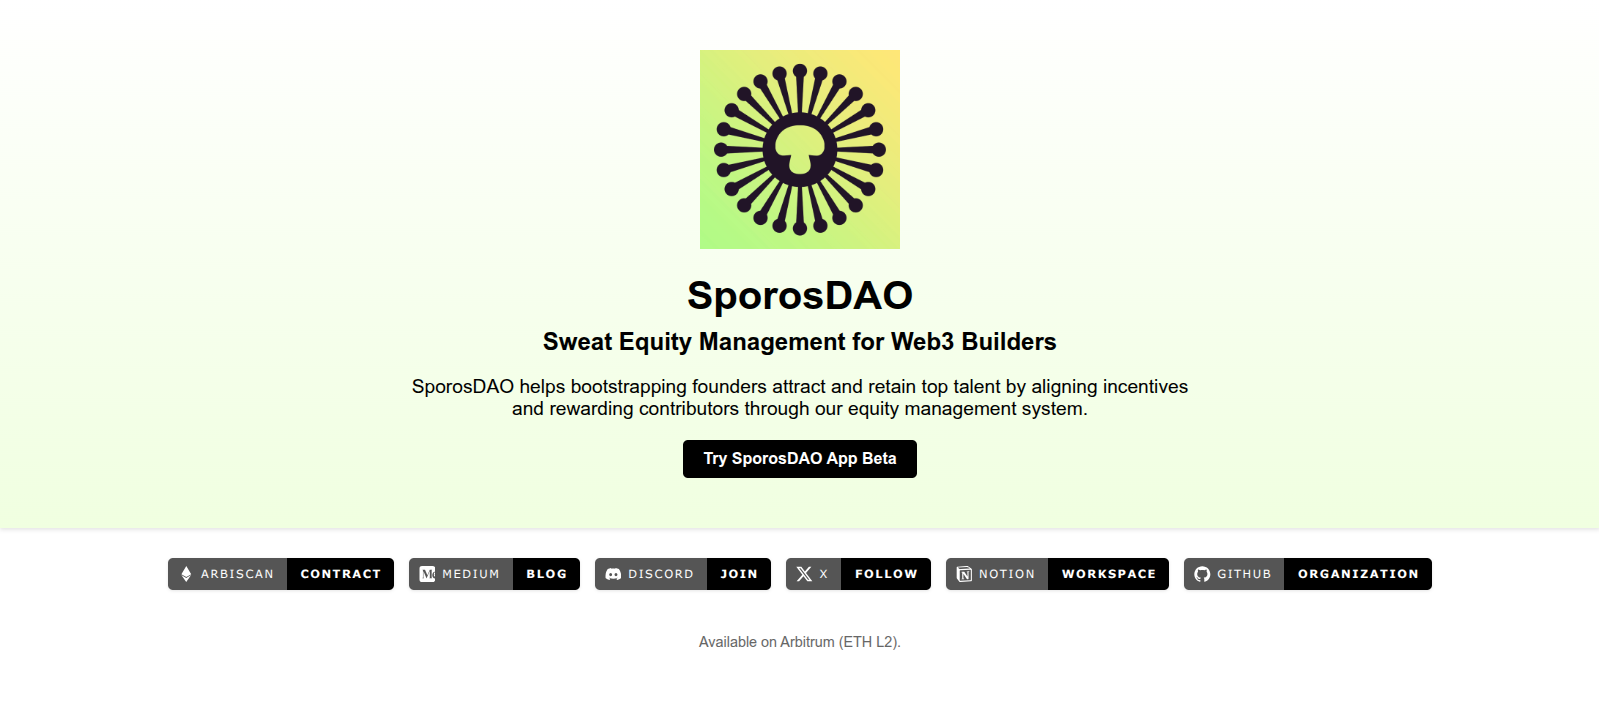 SporosDAO
Sweat Equity Management for Web3 Builders
SporosDAO helps bootstrapping founders attract and retain top talent by aligning incentives
and rewarding contributors through our equity management system.
Try SporosDAO App Beta
ARBISCAN CONTRACT MEDIUM BLOG DISCORD JOIN X FOLLOW NOTION WORKSPACE GITHUB ORGANIZATION
Available on Arbitrum (ETH L2).